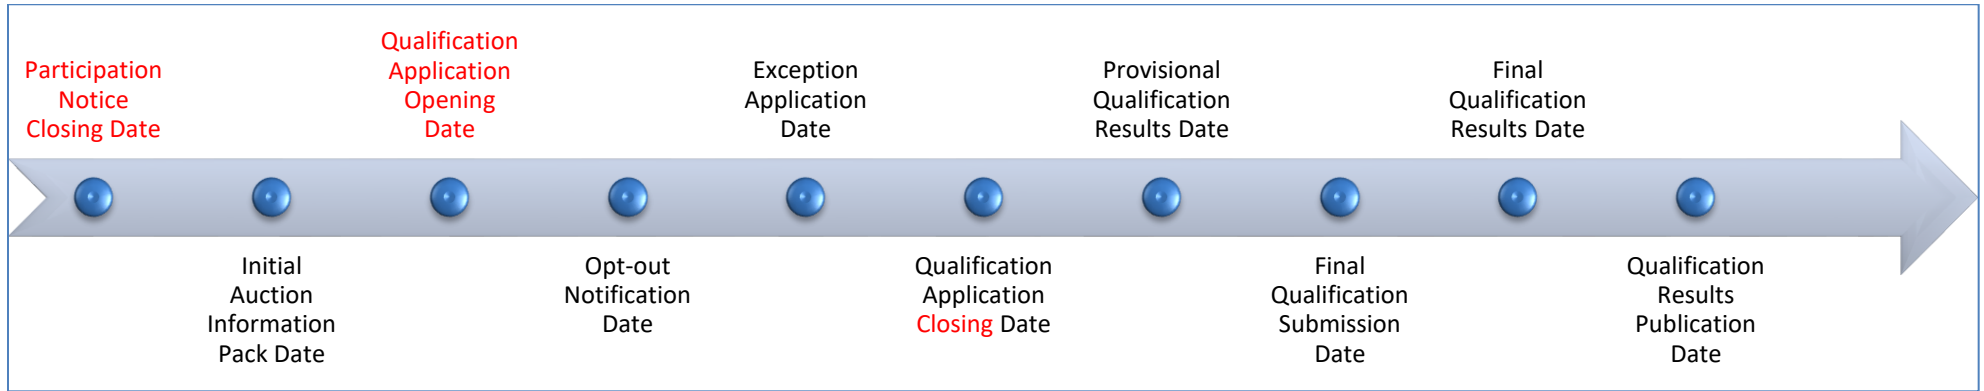 Participation
Notice
Closing Date
Initial
Auction
Information
Pack Date
Qualification
Application
Opening
Date
Opt-out
Notification
Date
Exception
Application
Date
Qualification
Application
Closing Date
Provisional
Qualification
Results Date
Final
Qualification
Submission
Date
Final
Qualification
Results Date
Qualification
Results
Publication
Date